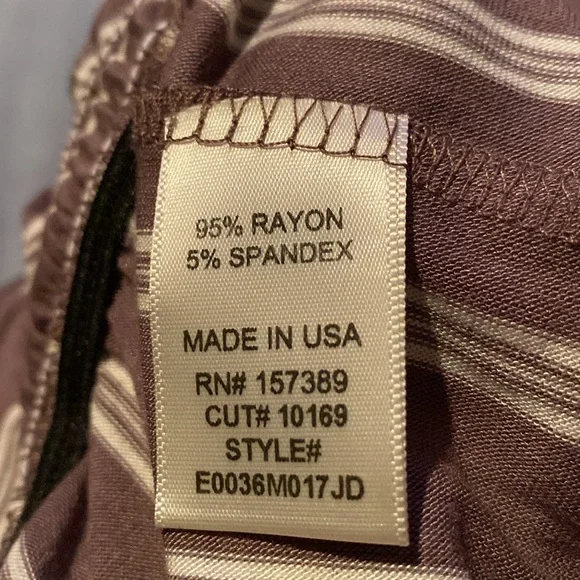 95% RAYON
5% SPANDEX
MADE IN USA
RN# 157389
CUT# 10169
STYLE#
E0036M017JD